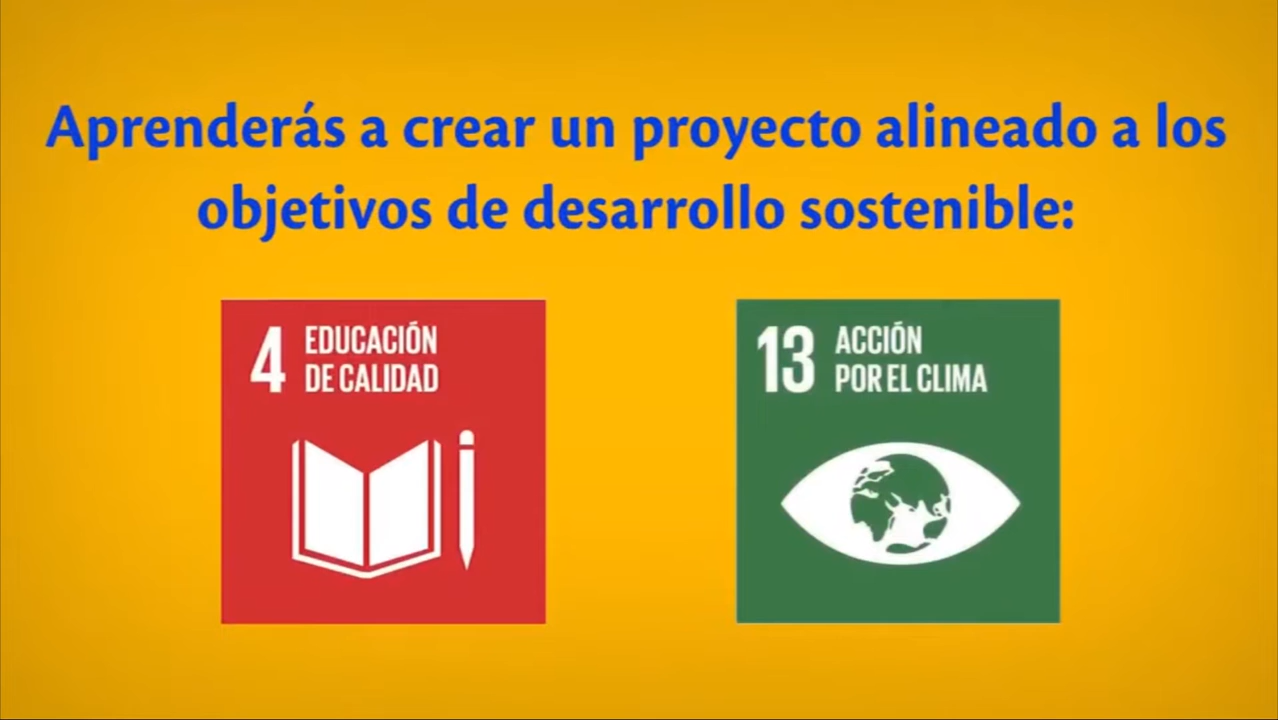 Aprenderás a crear un proyecto alineado a los
objetivos de desarrollo sostenible:
4 EDUCACIÓN
DE CALIDAD
13 ACCIÓN
POR EL CLIMA